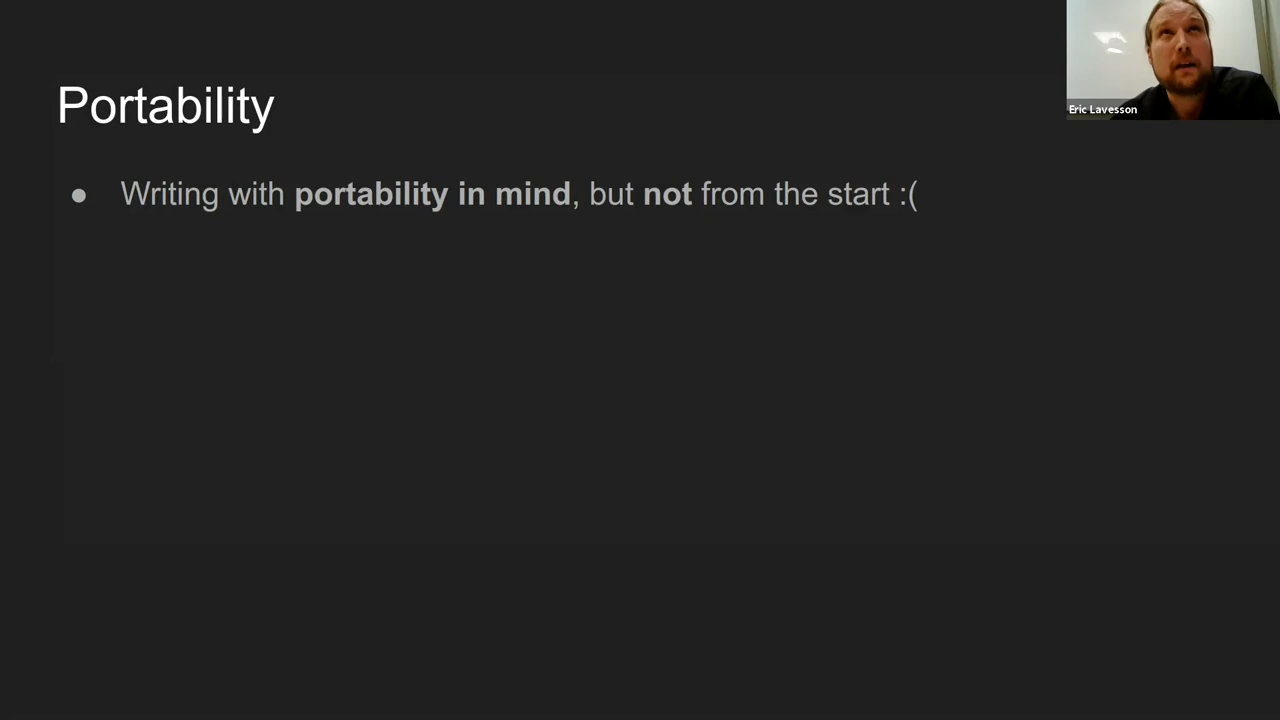 Portability
● Writing with portability in mind, but not from the start :(
Eric Lavesson